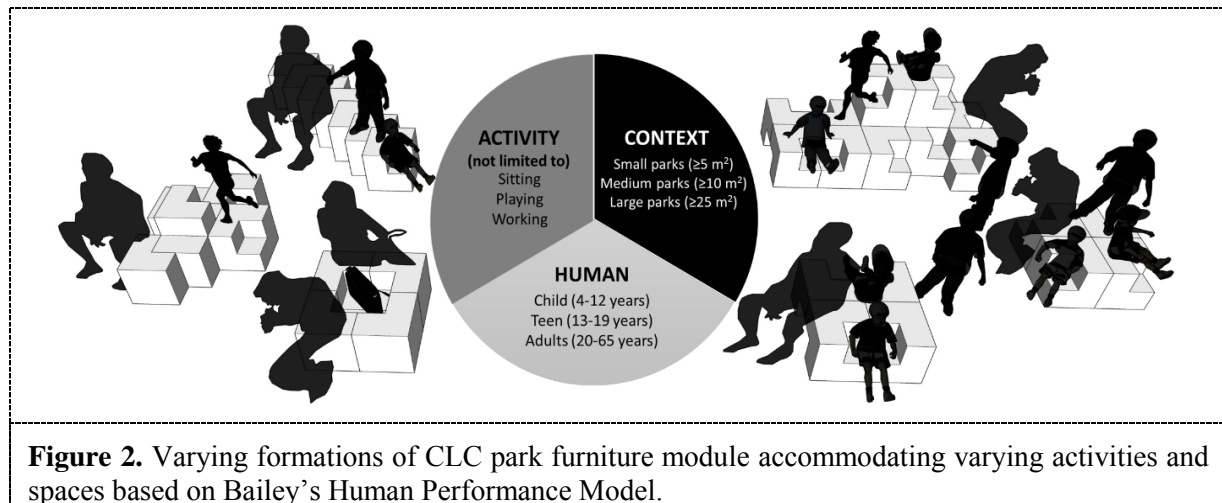 ACTIVITY
(not limited to)
Sitting
Playing
Working
CONTEXT
Small parks (≥5 m²)
Medium parks (≥10 m²)
Large parks (≥25 m²)
HUMAN
Child (4-12 years)
Teen (13-19 years)
Adults (20-65 years)
Figure 2. Varying formations of CLC park furniture module accommodating varying activities and
spaces based on Bailey’s Human Performance Model.